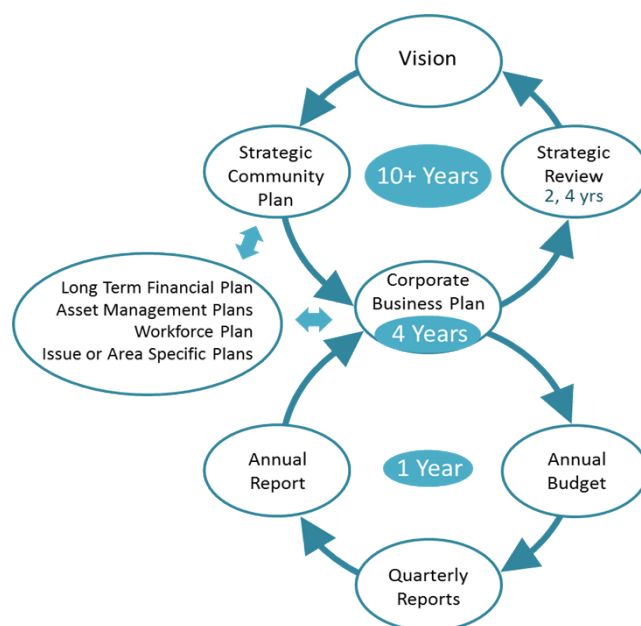 Vision
Strategic
Community
Plan
10+ Years
Strategic
Review
2, 4 yrs
Long Term Financial Plan
Asset Management Plans
Workforce Plan
Issue or Area Specific Plans
Corporate
Business Plan
4 Years
Annual
Report
1 Year
Annual
Budget
Quarterly
Reports